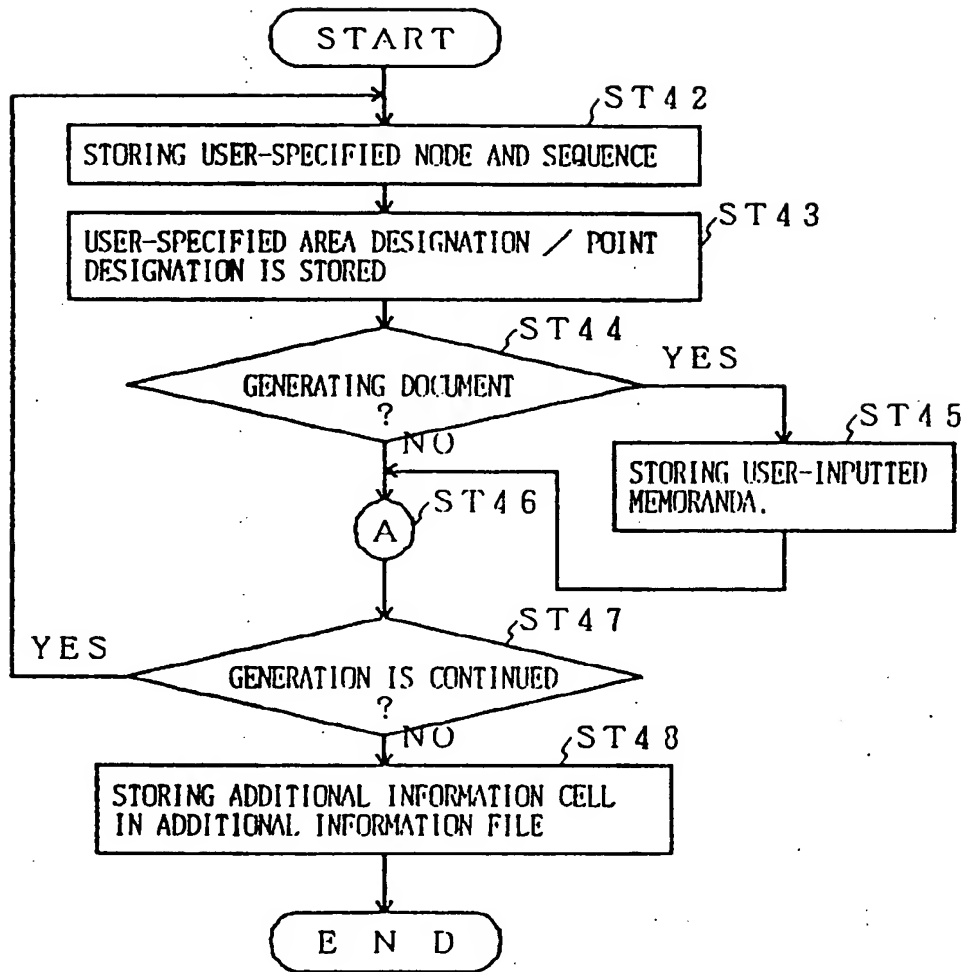 START
ST42
STORING USER-SPECIFIED NODE AND SEQUENCE
ST43
USER-SPECIFIED AREA DESIGNATION / POINT
DESIGNATION IS STORED
ST44
YES
GENERATING DOCUMENT
?
NO
ST45
STORING USER-INPUTTED
MEMORANDA.
ST46
A
ST47
YES
GENERATION IS CONTINUED
?
NO
ST48
STORING ADDITIONAL INFORMATION CELL
IN ADDITIONAL INFORMATION FILE
END